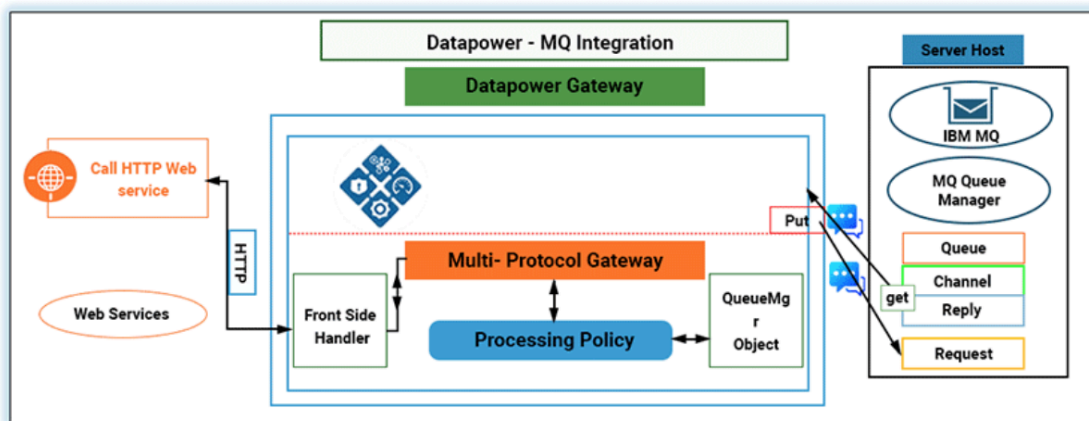 Datapower - MQ Integration
Datapower Gateway
Server Host
IBM MQ
MQ Queue
Manager
Call HTTP Web
service
HTTP
Web Services
Put
Multi- Protocol Gateway
Front Side
Handler
Processing Policy
QueueMg
r
Object
Queue
Channel
get
Reply
Request